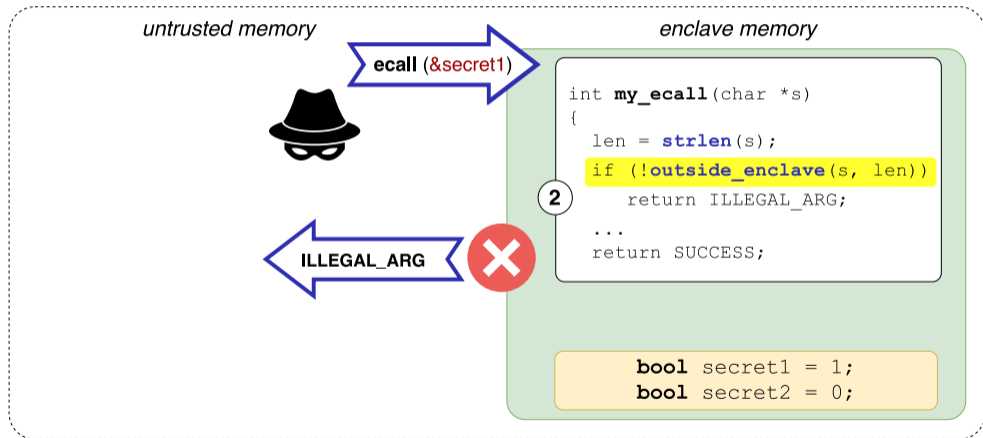 untrusted memory
enclave memory
ecall (&secret1)
int my_ecall(char *s)
{
len = strlen(s);
if (!outside_enclave(s, len))
2
return ILLEGAL_ARG;
...
return SUCCESS;
ILLEGAL_ARG
bool secret1 = 1;
bool secret2 = 0;